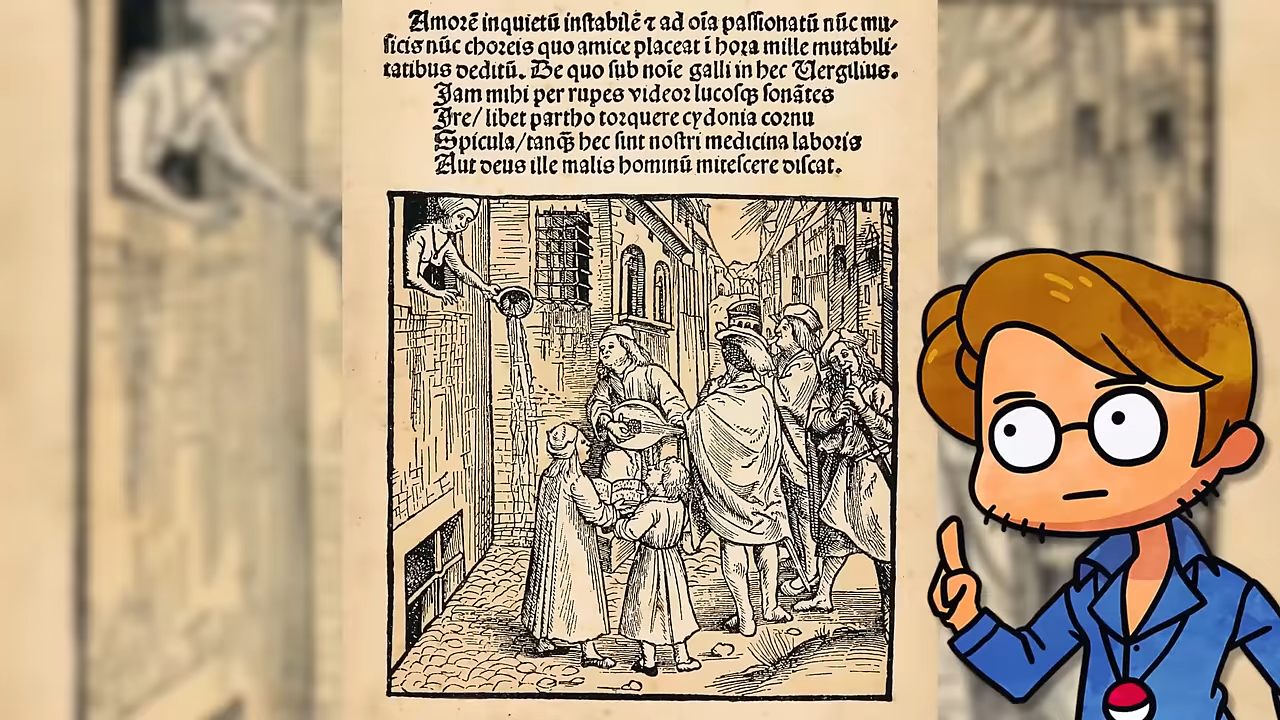 Amorē inquietū instabilē ⁊ ad oīa passionatū nūc mu⸗
sicis nūc choreis quo amice placeat ī hora mille mutabili⸗
tatibus deditū. De quo sub noīe galli in hec Vergilius.
Jam mihi per rupes videor lucosqꝫ sonātes
Ire/ libet partho torquere cydonia cornu
Spicula/tanqȝ̄ hec sint nostri medicina laboris
Aut deus ille malis hominū mitescere discat.